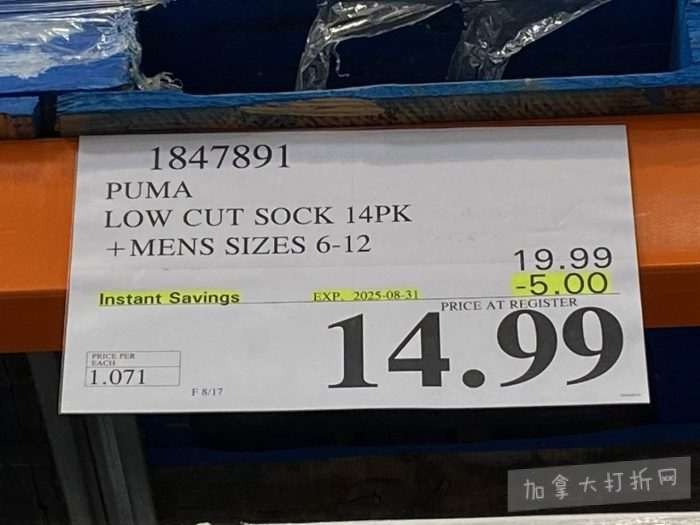 1847891
PUMA
LOW CUT SOCK 14PK
+MENS SIZES 6-12
19.99
Instant Savings EXP. 2025-08-31 -5.00
PRICE AT REGISTER
14.99
PRICE PER
EACH
1.071
F 8/17
加拿大打折网